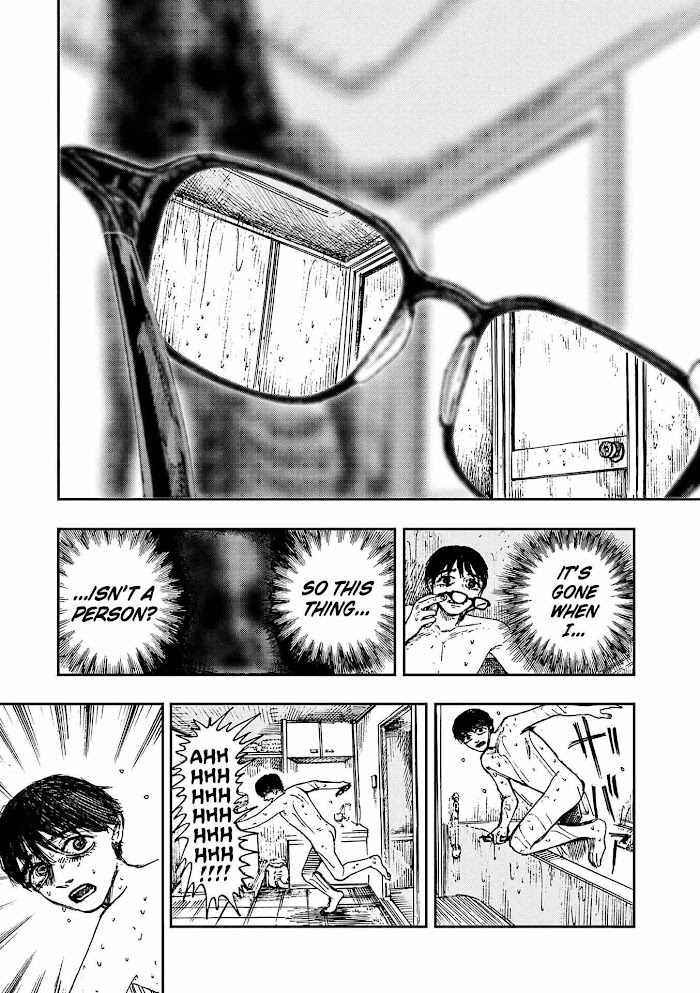 IT'S
GONE
WHEN
I...
SO THIS
THING...
...ISN'T A
PERSON?
AHH
HHH
HHH
HHH
HHH
HHH
!!!!